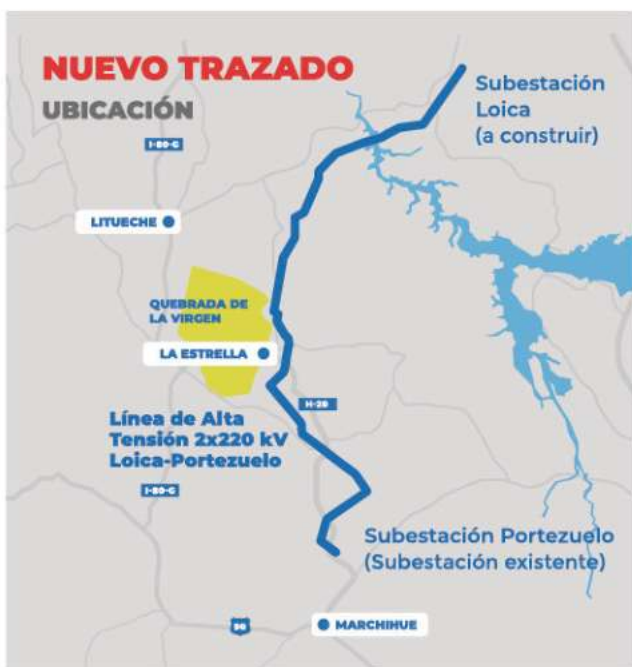 NUEVO TRAZADO
UBICACIÓN
Subestación
Loica
(a construir)
I-80-G
LITUECHE
QUEBRADA DE
LA VIRGEN
LA ESTRELLA
H-20
Línea de Alta
Tensión 2x220 kV
Loica-Portezuelo
I-80-G
Subestación Portezuelo
(Subestación existente)
90
MARCHIHUE